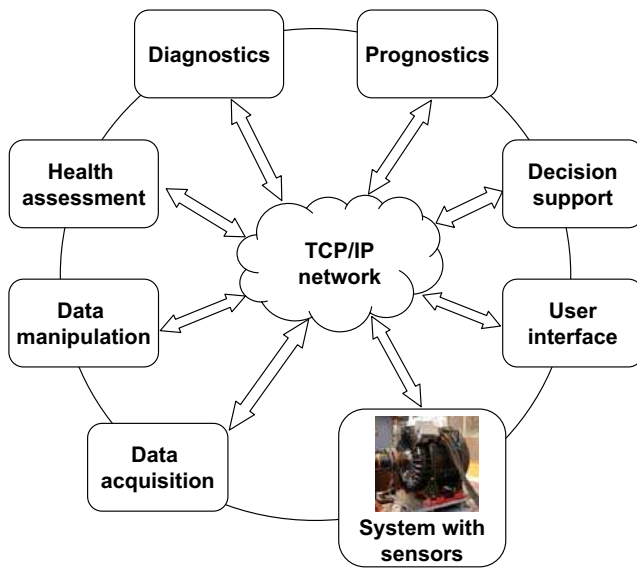 Diagnostics
Prognostics
Health
assessment
Decision
support
TCP/IP
network
Data
manipulation
User
interface
Data
acquisition
System with
sensors